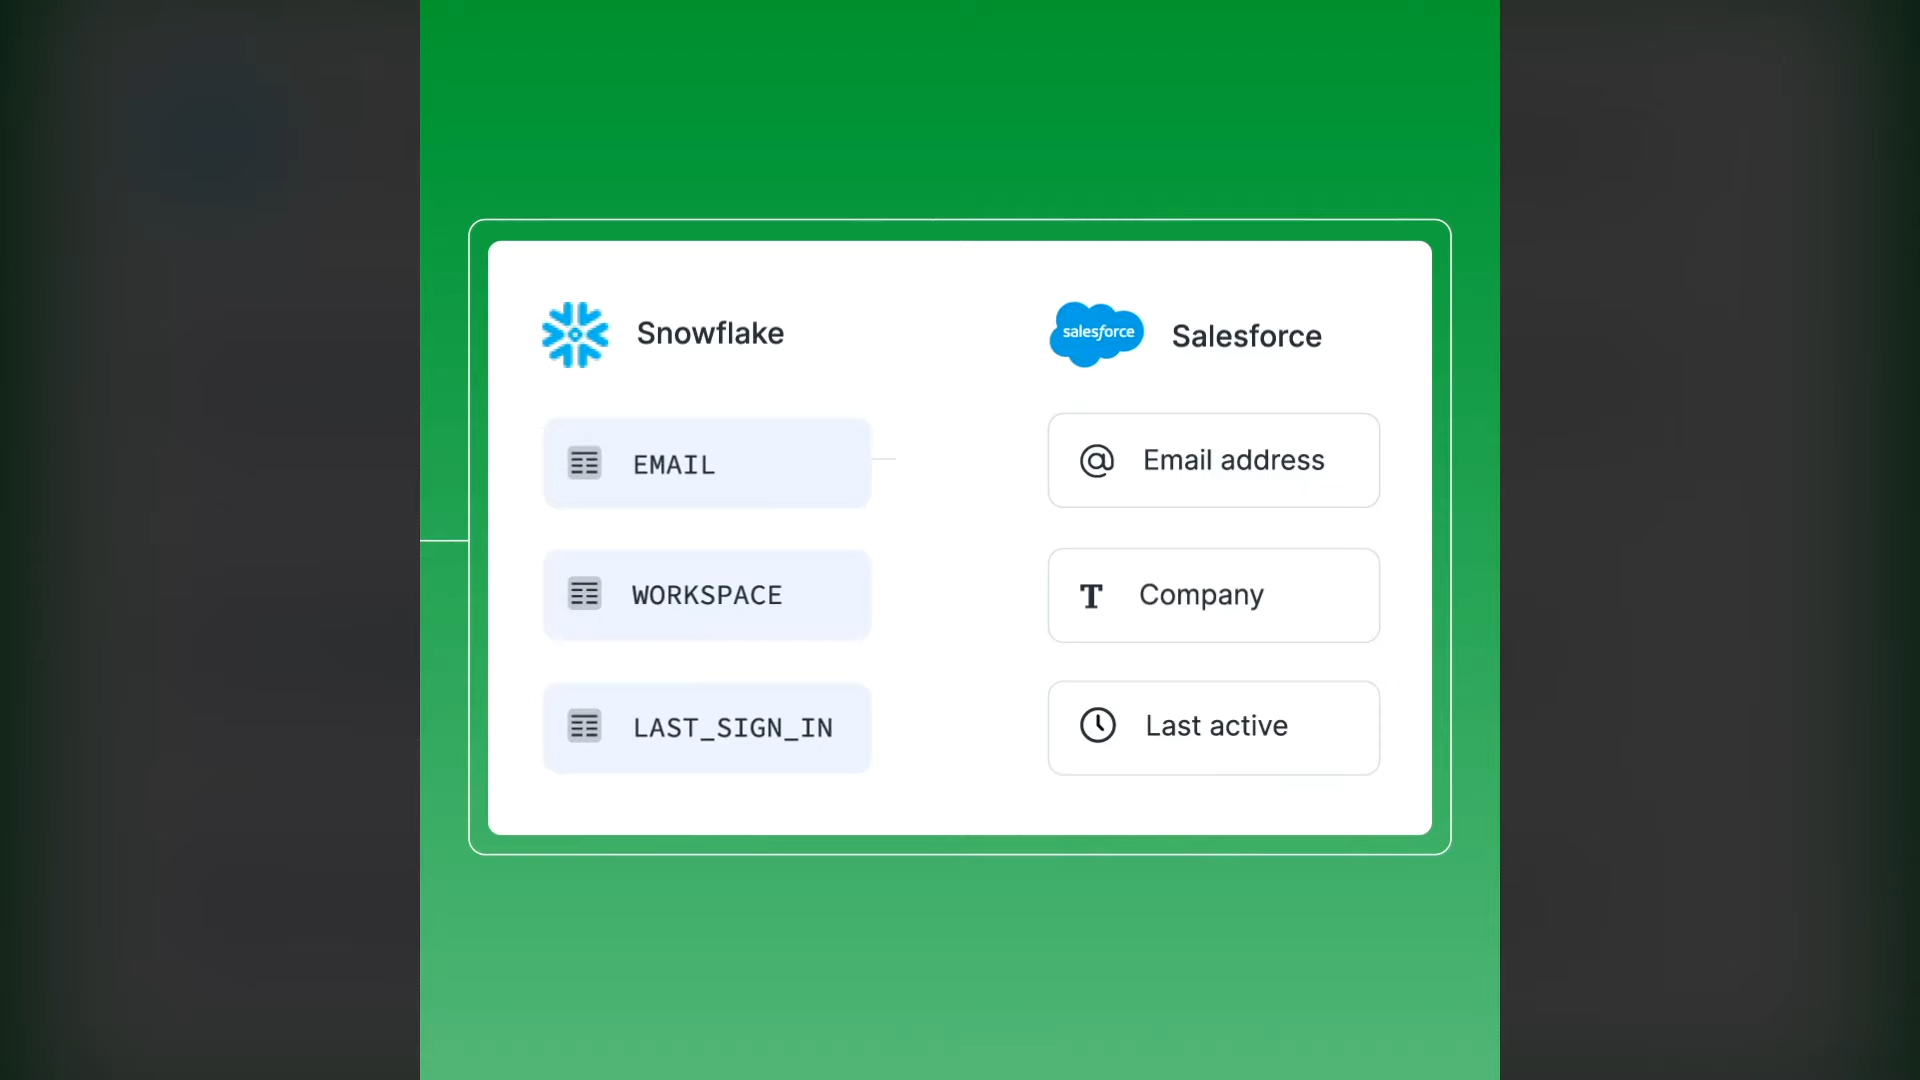 Snowflake
salesforce
Salesforce
EMAIL
Email address
WORKSPACE
T
Company
LAST_SIGN_IN
Last active